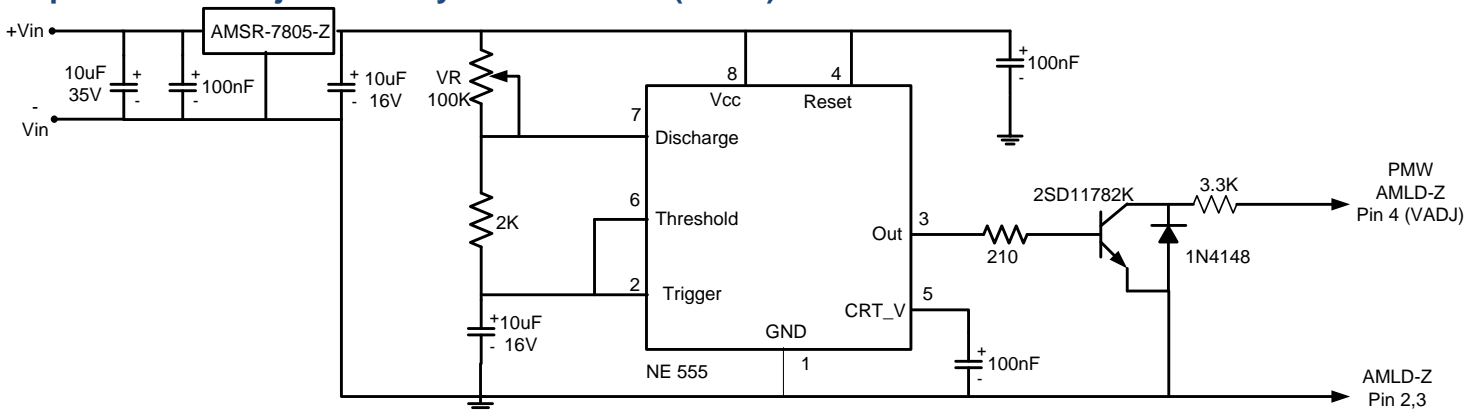 +Vin
AMSR-7805-Z
10uF
35V
+
-
+
100nF
-
+
10uF
-
16V
-
Vin
VR
100K
2K
+
10uF
-
16V
7
6
2
8
4
Vcc
Reset
Discharge
Threshold
Trigger
Out
CRT_V
GND
3
5
1
NE 555
+
100nF
-
+
100nF
-
210
2SD11782K
1N4148
3.3K
PMW
AMLD-Z
Pin 4 (VADJ)
AMLD-Z
Pin 2,3